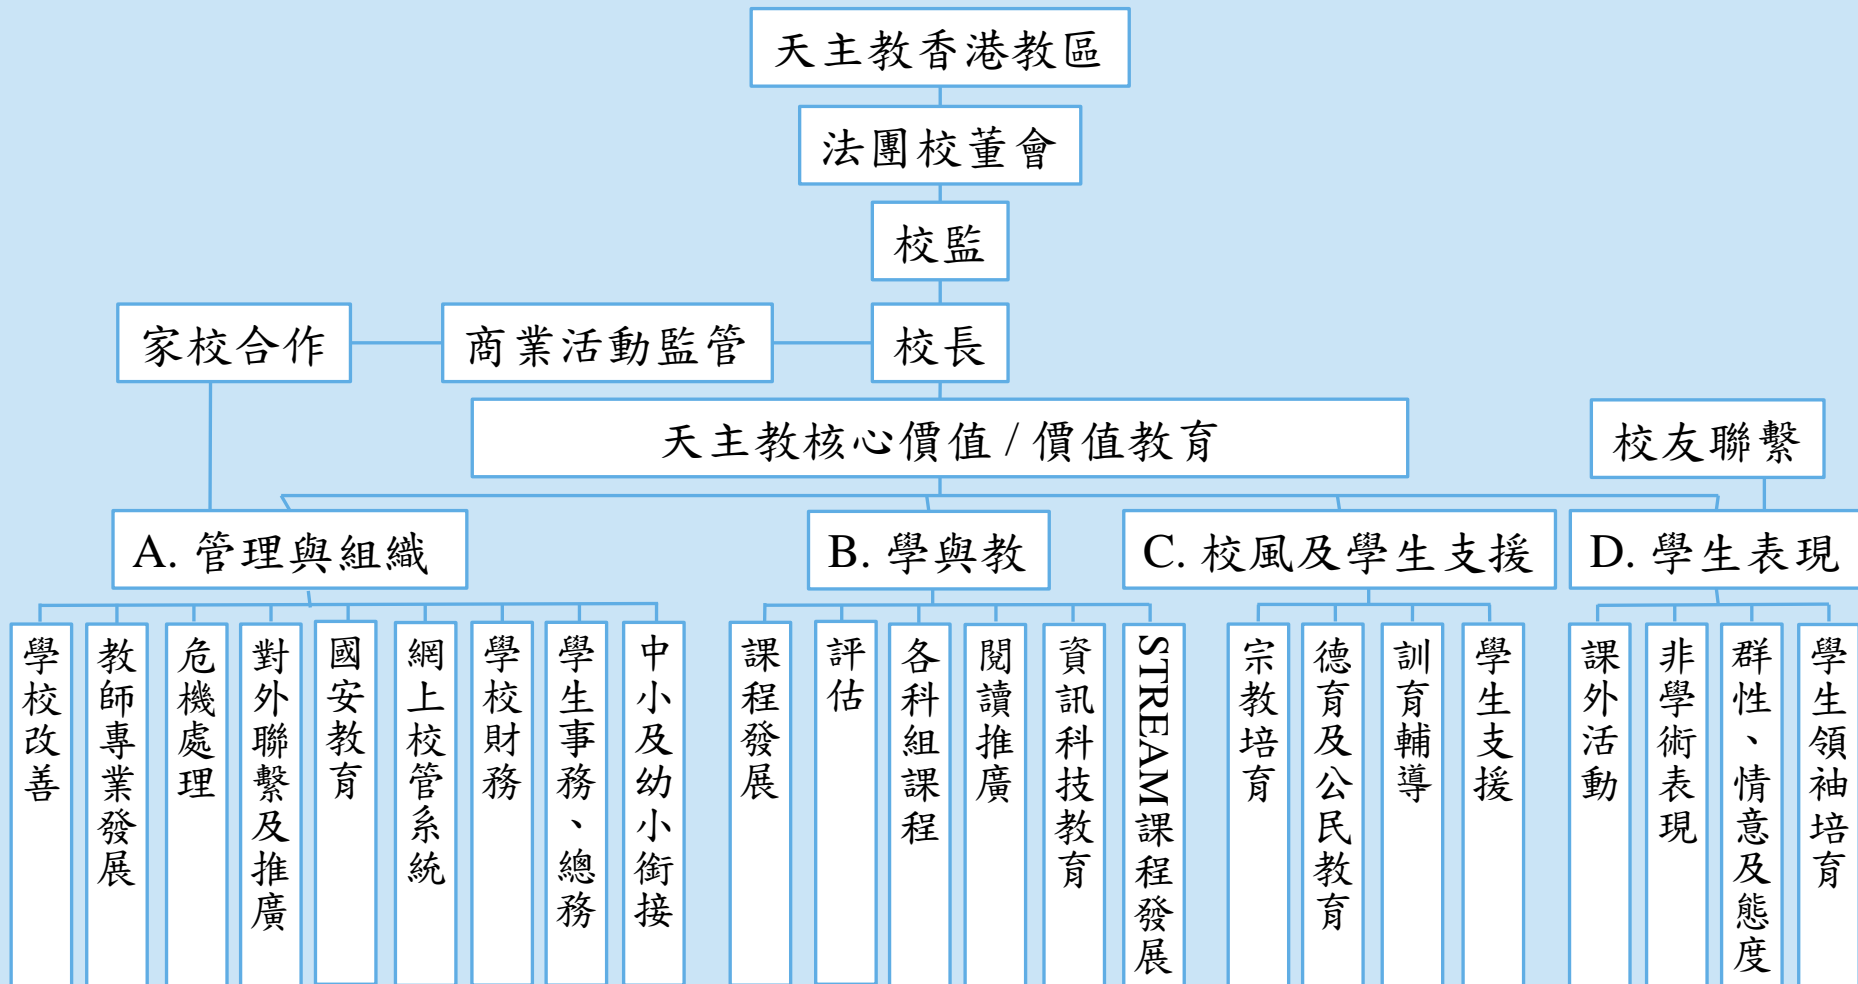 天主教香港教區
法團校董會
校監
家校合作
商業活動監管
校長
天主教核心價值 / 價值教育
校友聯繫
A. 管理與組織
B. 學與教
C. 校風及學生支援
D. 學生表現
學校改善
教師專業發展
危機處理
對外聯繫及推廣
國安教育
網上校管系統
學校財務
學生事務、總務
中小及幼小銜接
課程發展
評估
各科組課程
閱讀推廣
資訊科技教育
STREAM課程發展
宗教培育
德育及公民教育
訓育輔導
學生支援
課外活動
非學術表現
群性、情意及態度
學生領袖培育